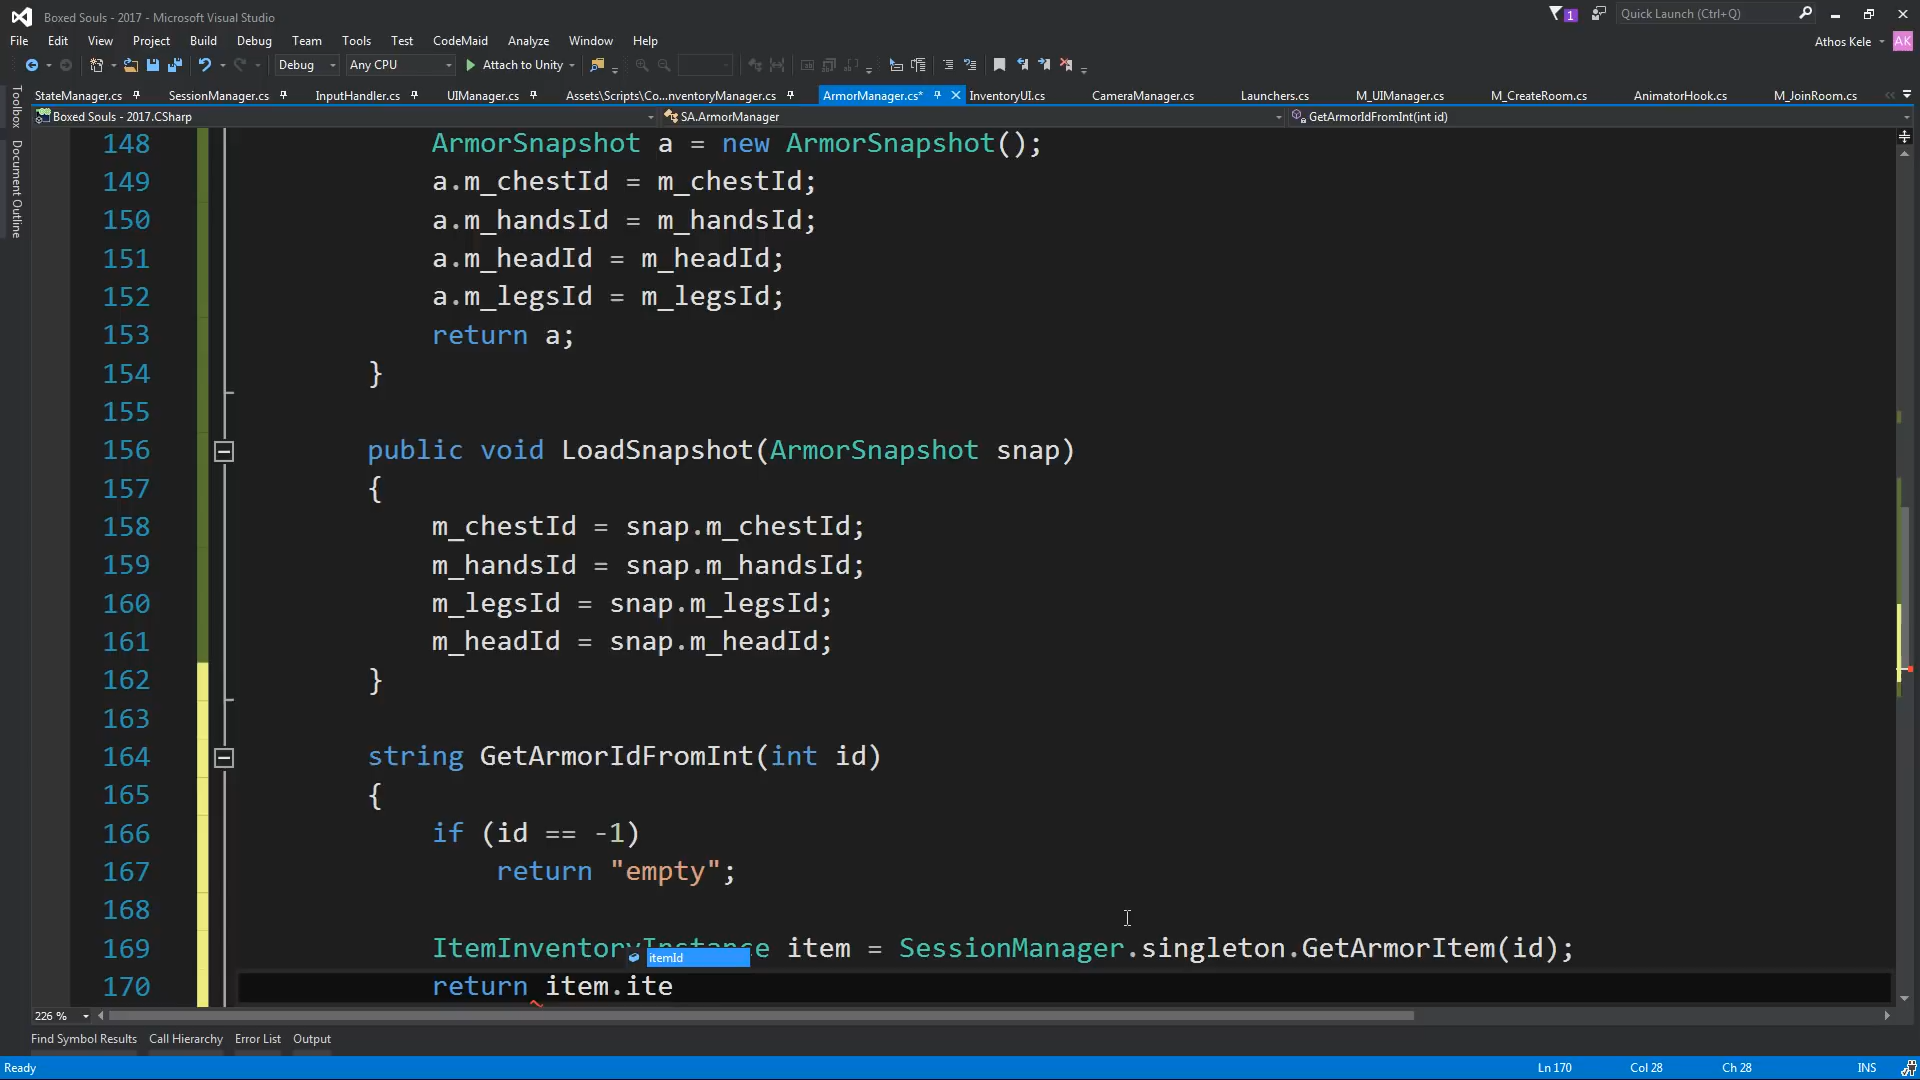 Boxed Souls - 2017 - Microsoft Visual Studio
1
Quick Launch (Ctrl+Q)
File Edit View Project Build Debug Team Tools Test CodeMaid Analyze Window Help
Athos Kele AK
Debug Any CPU Attach to Unity
StateManager.cs SessionManager.cs InputHandler.cs UIManager.cs Assets\Scripts\Co...nventoryManager.cs ArmorManager.cs* InventoryUI.cs CameraManager.cs Launchers.cs M_UIManager.cs M_CreateRoom.cs AnimatorHook.cs M_JoinRoom.cs
Toolbox
Document Outline
Boxed Souls - 2017.CSharp SA.ArmorManager GetArmorIdFromInt(int id)
148 ArmorSnapshot a = new ArmorSnapshot();
149 a.m_chestId = m_chestId;
150 a.m_handsId = m_handsId;
151 a.m_headId = m_headId;
152 a.m_legsId = m_legsId;
153 return a;
154 }
155
156 public void LoadSnapshot(ArmorSnapshot snap)
157 {
158 m_chestId = snap.m_chestId;
159 m_handsId = snap.m_handsId;
160 m_legsId = snap.m_legsId;
161 m_headId = snap.m_headId;
162 }
163
164 string GetArmorIdFromInt(int id)
165 {
166 if (id == -1)
167 return "empty";
168
169 ItemInventoryInstance item = SessionManager.singleton.GetArmorItem(id);
itemId
170 return item.ite
226 %
Find Symbol Results Call Hierarchy Error List Output
Ready Ln 170 Col 28 Ch 28 INS